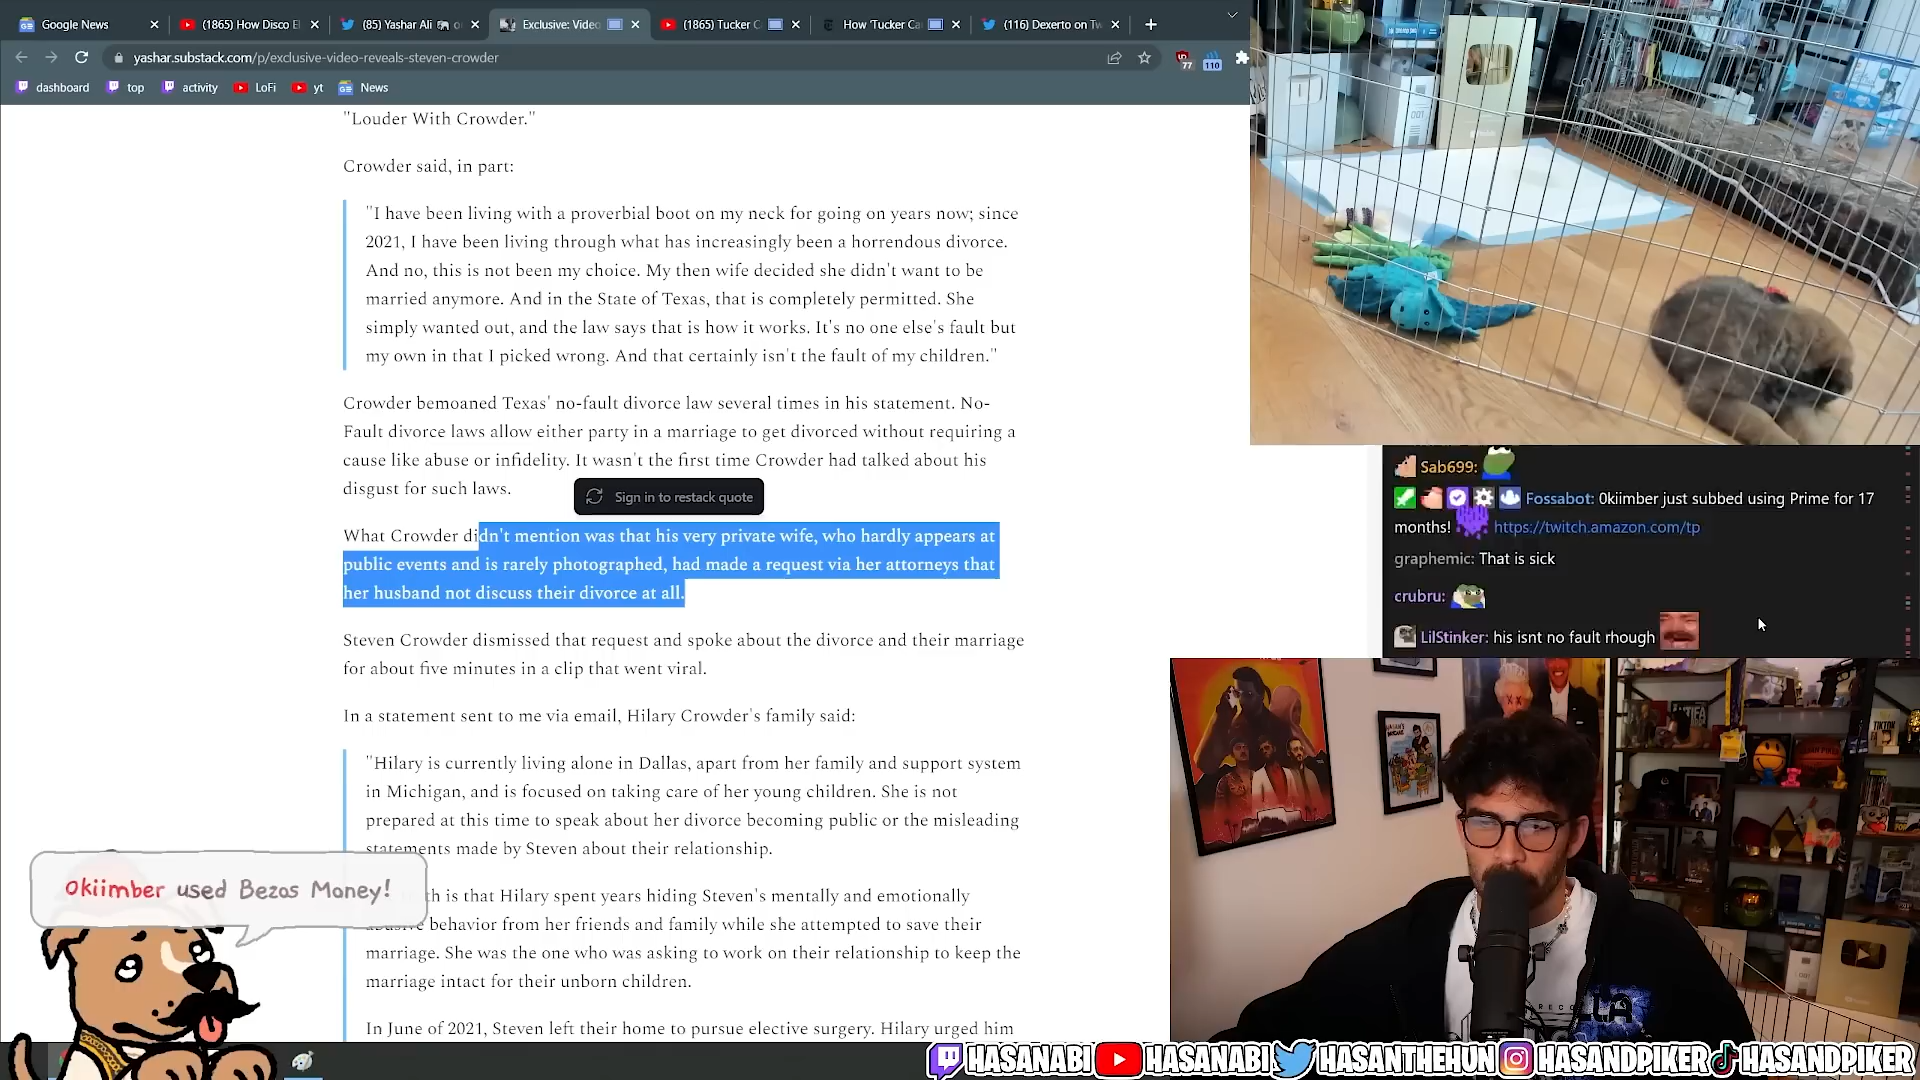 Google News
(1865) How Disco E
(85) Yashar Ali
Exclusive: Video
(1865) Tucker C
How 'Tucker Ca
(116) Dexerto on Tw
yashar.substack.com/p/exclusive-video-reveals-steven-crowder
77
110
dashboard
top
activity
LoFi
yt
News
"Louder With Crowder."
Crowder said, in part:
"I have been living with a proverbial boot on my neck for going on years now; since
2021, I have been living through what has increasingly been a horrendous divorce.
And no, this is not been my choice. My then wife decided she didn't want to be
married anymore. And in the State of Texas, that is completely permitted. She
simply wanted out, and the law says that is how it works. It's no one else's fault but
my own in that I picked wrong. And that certainly isn't the fault of my children."
Crowder bemoaned Texas' no-fault divorce law several times in his statement. No-
Fault divorce laws allow either party in a marriage to get divorced without requiring a
cause like abuse or infidelity. It wasn't the first time Crowder had talked about his
disgust for such laws.
Sign in to restack quote
What Crowder didn't mention was that his very private wife, who hardly appears at
public events and is rarely photographed, had made a request via her attorneys that
her husband not discuss their divorce at all.
Steven Crowder dismissed that request and spoke about the divorce and their marriage
for about five minutes in a clip that went viral.
In a statement sent to me via email, Hilary Crowder's family said:
"Hilary is currently living alone in Dallas, apart from her family and support system
in Michigan, and is focused on taking care of her young children. She is not
prepared at this time to speak about her divorce becoming public or the misleading
statements made by Steven about their relationship.
th is that Hilary spent years hiding Steven's mentally and emotionally
behavior from her friends and family while she attempted to save their
marriage. She was the one who was asking to work on their relationship to keep the
marriage intact for their unborn children.
In June of 2021, Steven left their home to pursue elective surgery. Hilary urged him
0kiimber used Bezos Money!
Sab699:
Fossabot: 0kiimber just subbed using Prime for 17
months! https://twitch.amazon.com/tp
graphemic: That is sick
crubru:
LilStinker: his isnt no fault rhough
HASANABI
HASANABI
HASANTHEHUN
HASANDPIKER
HASANDPIKER